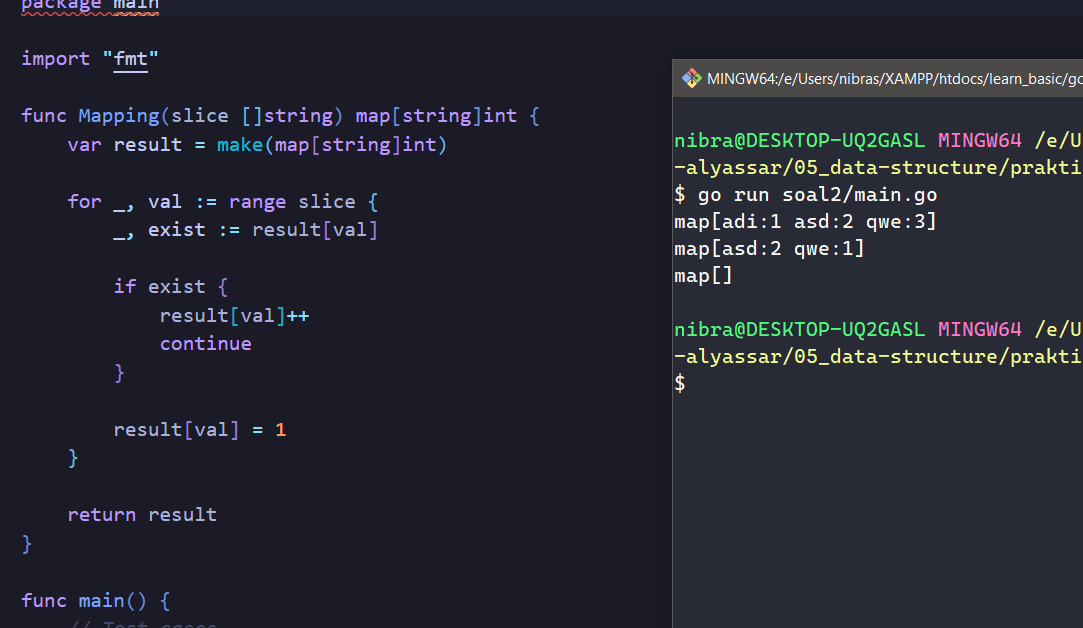 package main
import "fmt"
func Mapping(slice []string) map[string]int {
    var result = make(map[string]int)
    for _, val := range slice {
        _, exist := result[val]
        if exist {
            result[val]++
            continue
        }
        result[val] = 1
    }
    return result
}
func main() {
    // Test cases
MINGW64:/e/Users/nibras/XAMPP/htdocs/learn_basic/go
nibra@DESKTOP-UQ2GASL MINGW64 /e/U
-alyassar/05_data-structure/prakti
$ go run soal2/main.go
map[adi:1 asd:2 qwe:3]
map[asd:2 qwe:1]
map[]
nibra@DESKTOP-UQ2GASL MINGW64 /e/U
-alyassar/05_data-structure/prakti
$